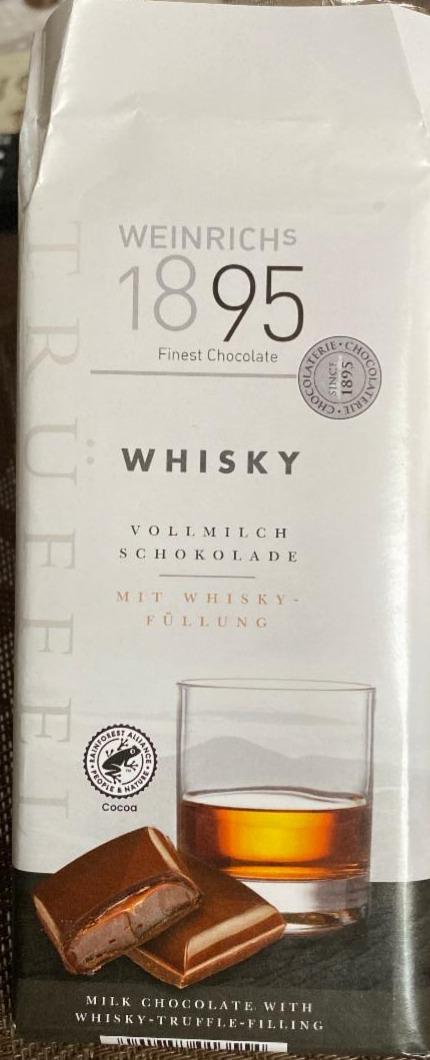 TRÜFFEL
WEINRICHs
1895
Finest Chocolate
CHOCOLATERIE • CHOCOLATERIE •
SINCE
1895
WHISKY
VOLLMILCH
SCHOKOLADE
MIT WHISKY-
FÜLLUNG
RAINFOREST ALLIANCE
PEOPLE & NATURE
Cocoa
MILK CHOCOLATE WITH
WHISKY-TRUFFLE-FILLING